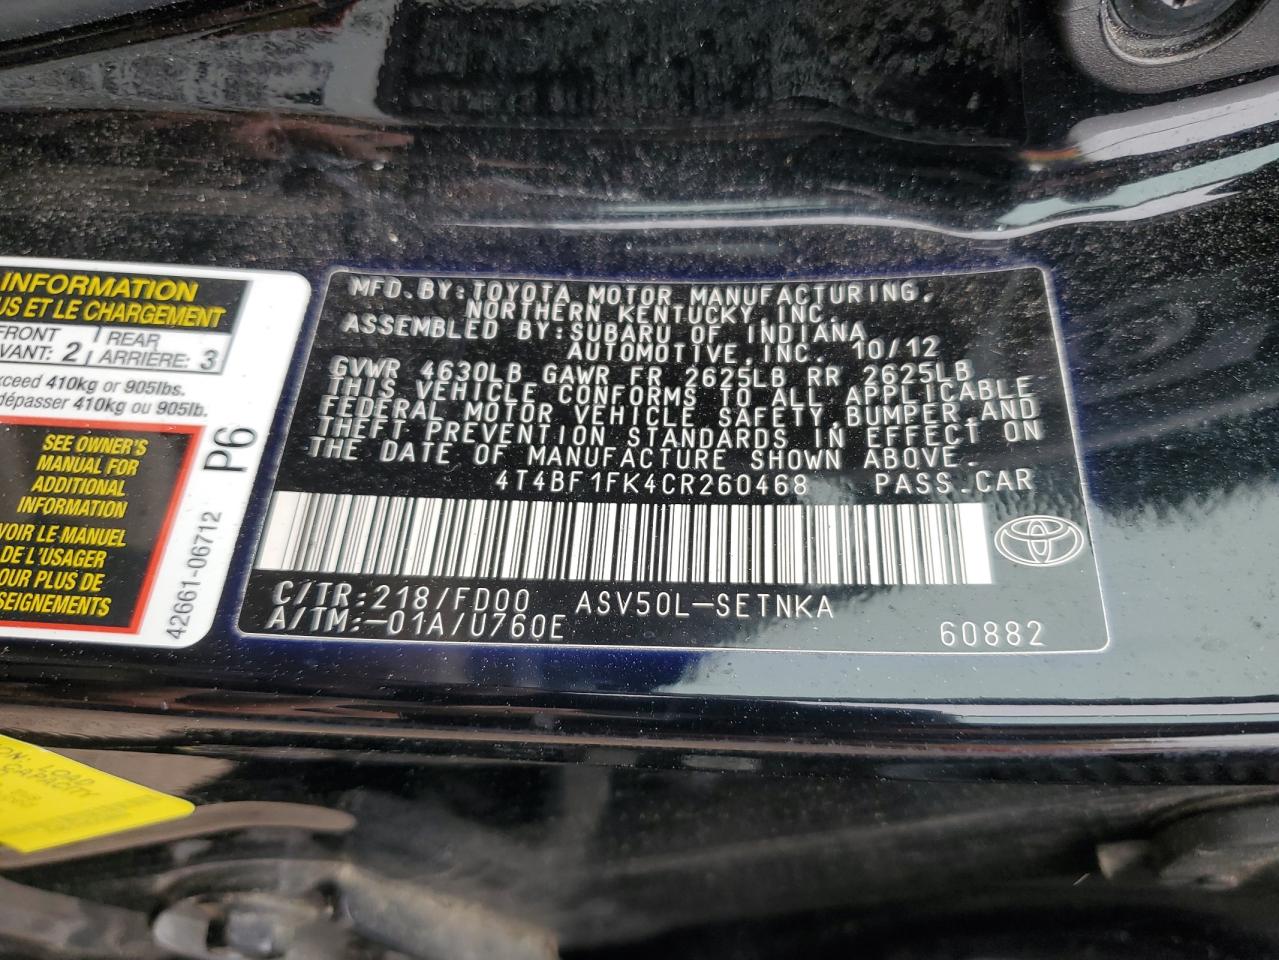 INFORMATION
US ET LE CHARGEMENT
FRONT
VANT: 2
REAR
ARRIÈRE: 3
xceed 410kg or 905lbs.
dépasser 410kg ou 905lb.
SEE OWNER'S
MANUAL FOR
ADDITIONAL
INFORMATION
VOIR LE MANUEL
DE L'USAGER
OUR PLUS DE
SEIGNEMENTS
P6
42661-06712
MFD.BY:TOYOTA MOTOR MANUFACTURING,
NORTHERN KENTUCKY,INC.
ASSEMBLED BY:SUBARU OF INDIANA
AUTOMOTIVE,INC. 10/12
GVWR 4630LB GAWR FR 2625LB RR 2625LB
THIS VEHICLE CONFORMS TO ALL APPLICABLE
FEDERAL MOTOR VEHICLE SAFETY,BUMPER,AND
THEFT PREVENTION STANDARDS IN EFFECT ON
THE DATE OF MANUFACTURE SHOWN ABOVE.
4T4BF1FK4CR260468 PASS.CAR
C/TR:218/FD00 ASV50L-SETNKA
A/TM:-01A/U760E
60882
ION: LOAD
CAPACITY